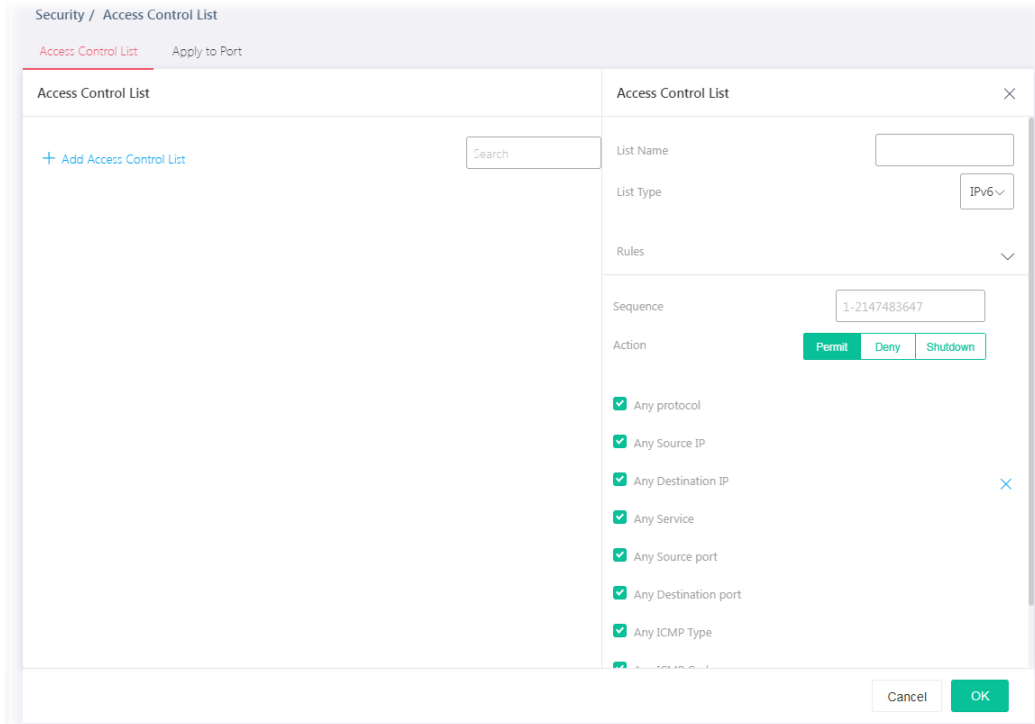 Security / Access Control List
Access Control List Apply to Port
Access Control List
+ Add Access Control List
Search
Access Control List
List Name
List Type IPv6
Rules
Sequence 1-2147483647
Action Permit Deny Shutdown
Any protocol
Any Source IP
Any Destination IP
Any Service
Any Source port
Any Destination port
Any ICMP Type
Cancel OK